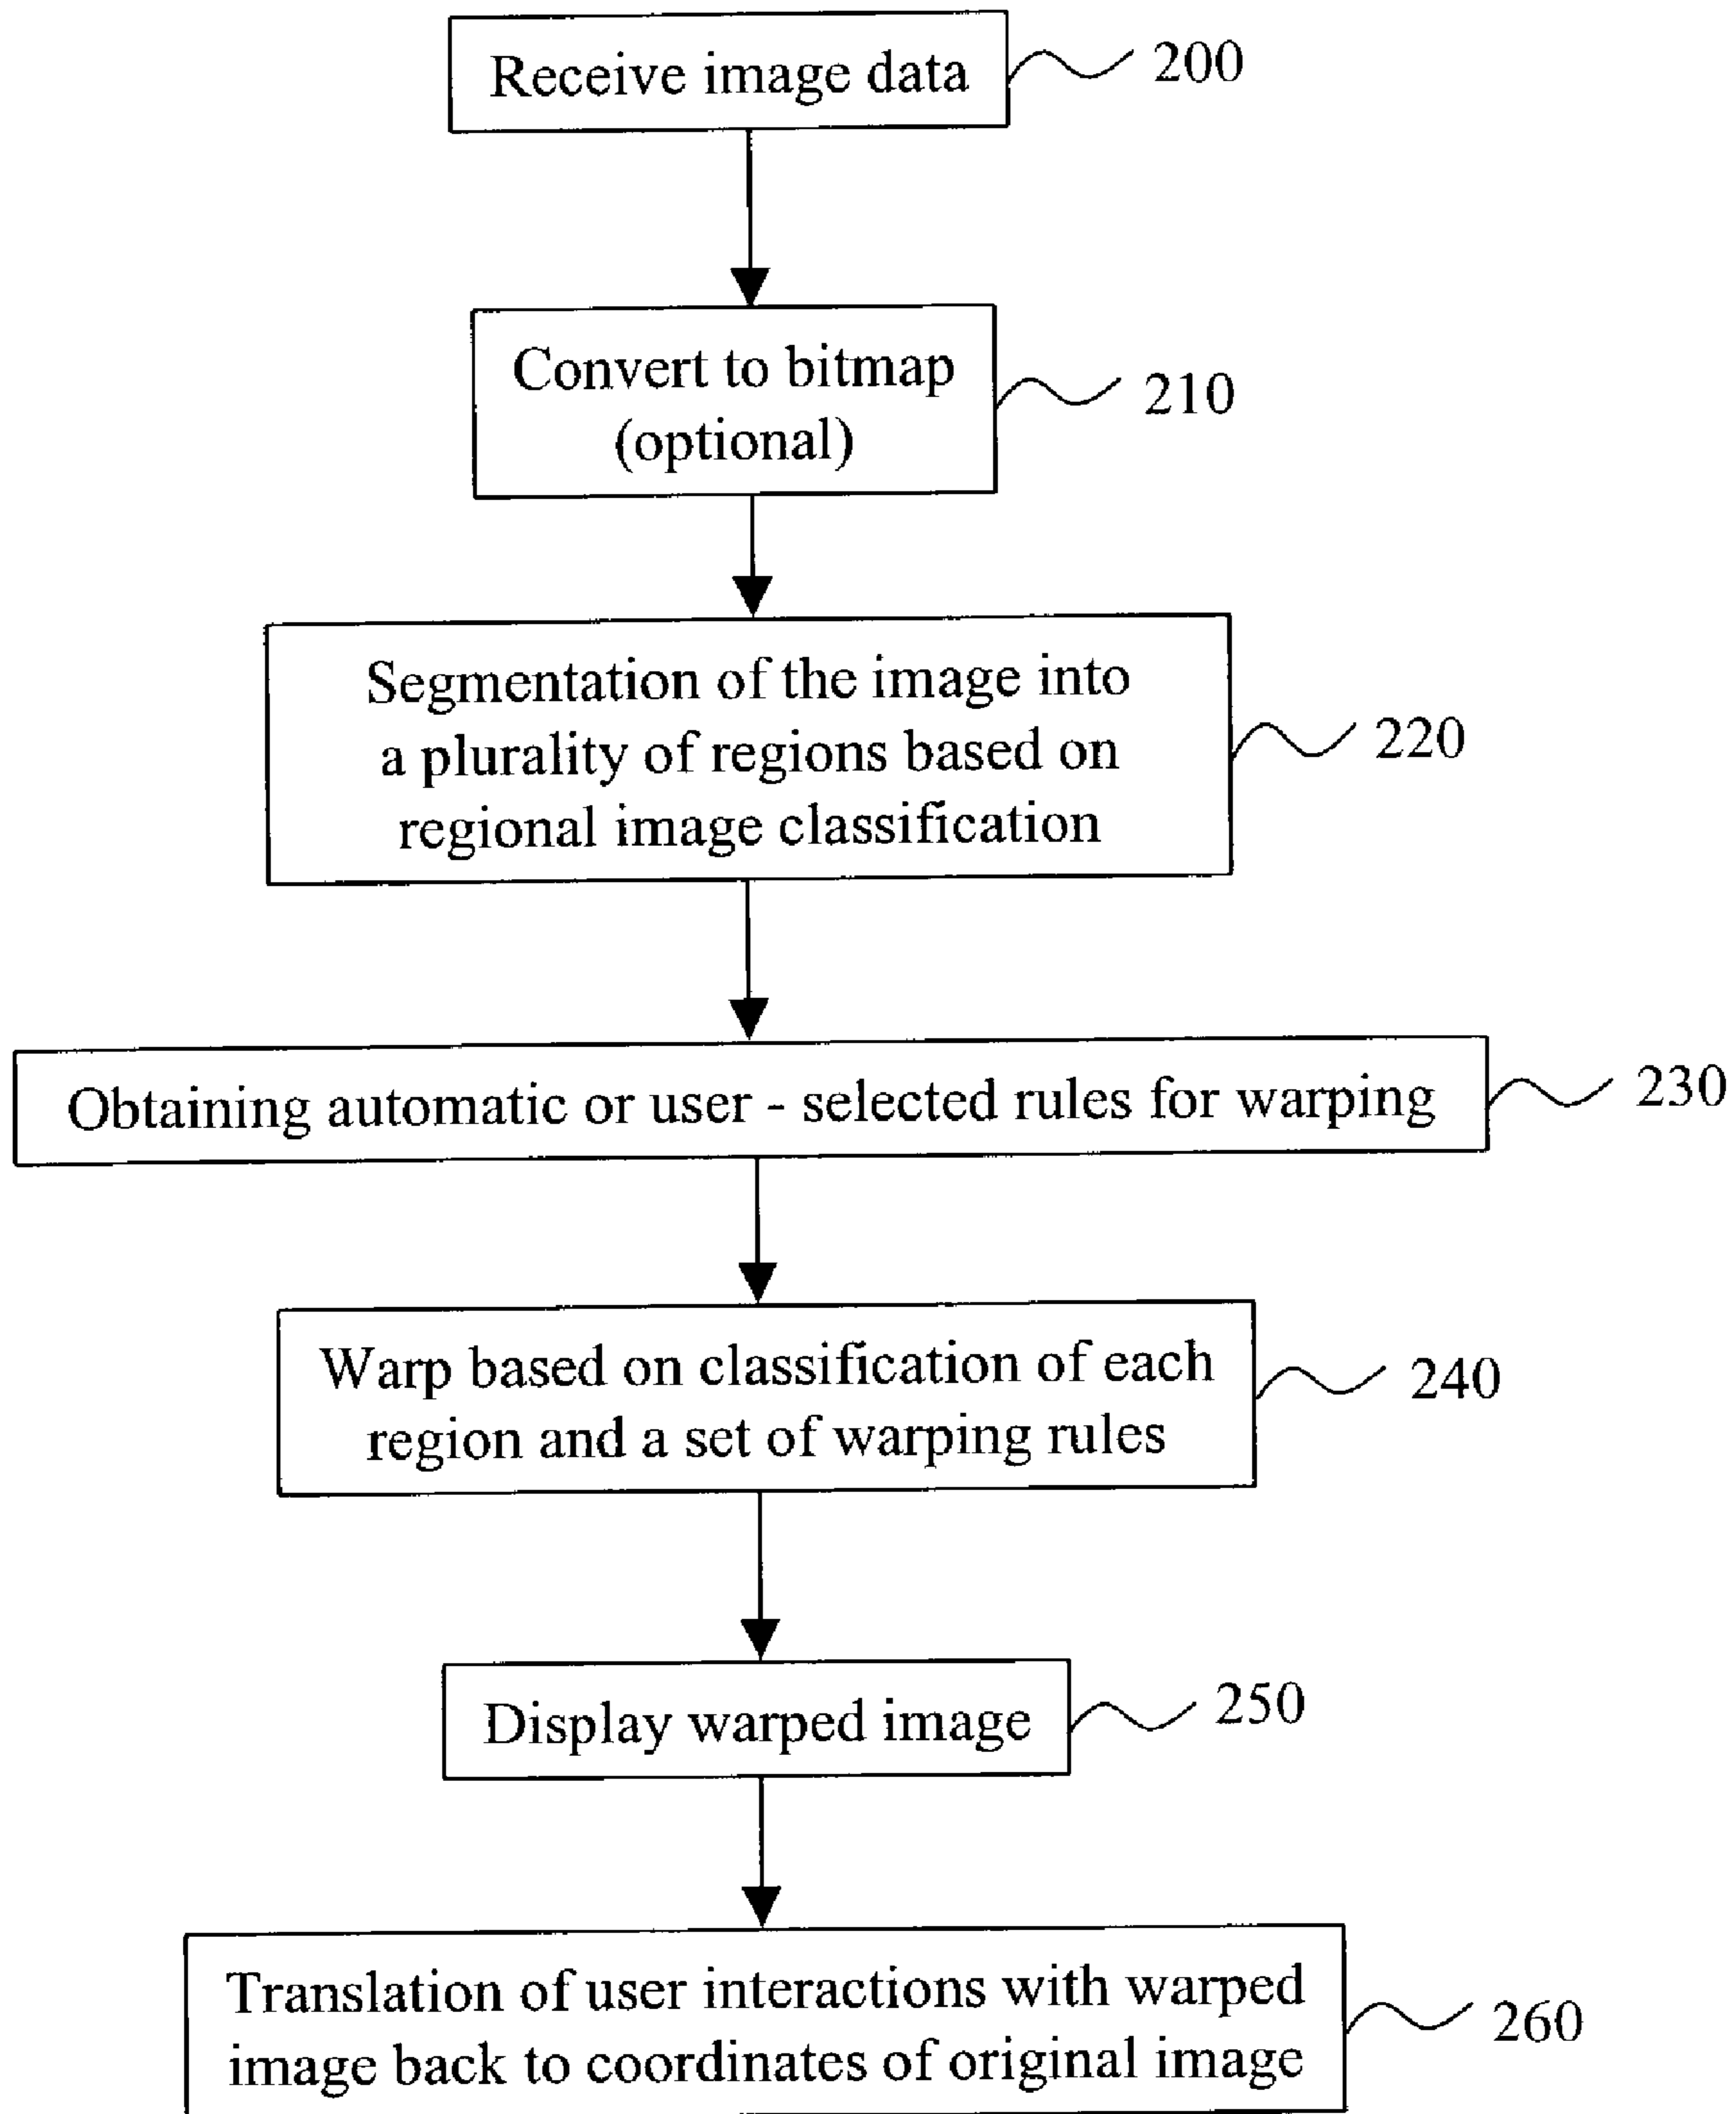 Receive image data
200
Convert to bitmap
(optional)
210
Segmentation of the image into
a plurality of regions based on
regional image classification
220
Obtaining automatic or user - selected rules for warping
230
Warp based on classification of each
region and a set of warping rules
240
Display warped image
250
Translation of user interactions with warped
image back to coordinates of original image
260